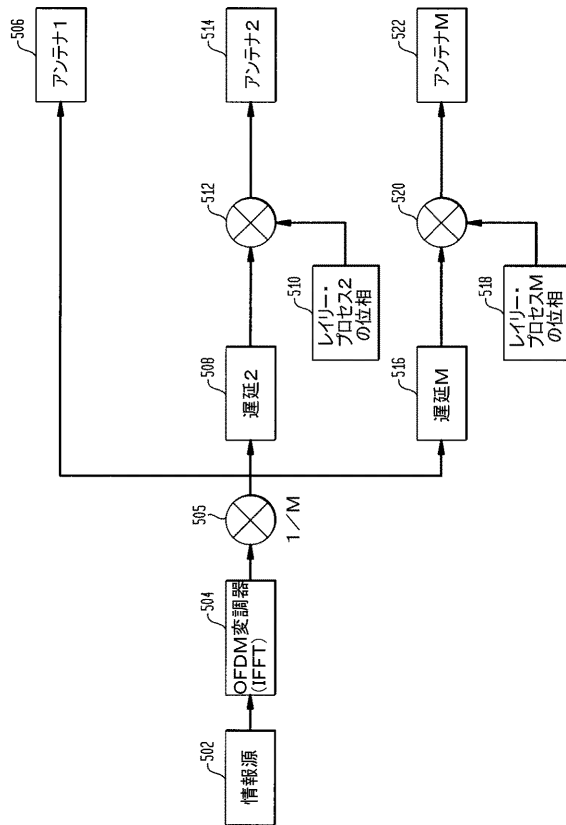 506
アンテナ1
514
アンテナ2
522
アンテナM
512
520
510
レイリー・
プロセス2
の位相
518
レイリー・
プロセスM
の位相
508
遅延2
516
遅延M
505
1/M
504
OFDM変調器
(IFFT)
502
情報源